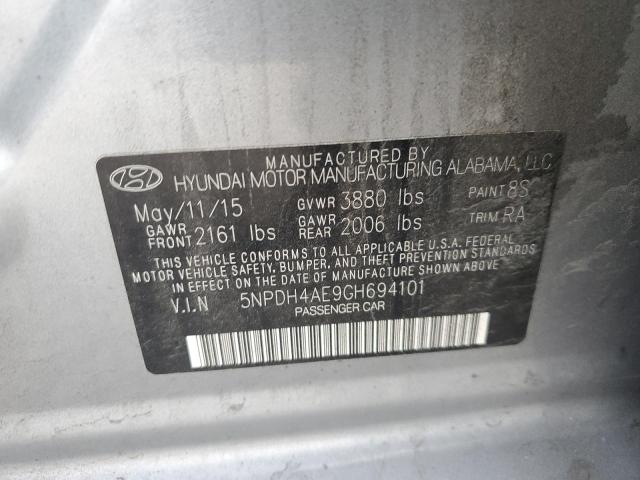 MANUFACTURED BY
HYUNDAI MOTOR MANUFACTURING ALABAMA, LLC
May/11/15 GVWR 3880 lbs PAINT 8S
GAWR FRONT 2161 lbs GAWR REAR 2006 lbs TRIM RA
THIS VEHICLE CONFORMS TO ALL APPLICABLE U.S.A. FEDERAL
MOTOR VEHICLE SAFETY, BUMPER, AND THEFT PREVENTION STANDARDS
IN EFFECT ON THE DATE OF MANUFACTURE SHOWN ABOVE.
V.I.N 5NPDH4AE9GH694101
PASSENGER CAR